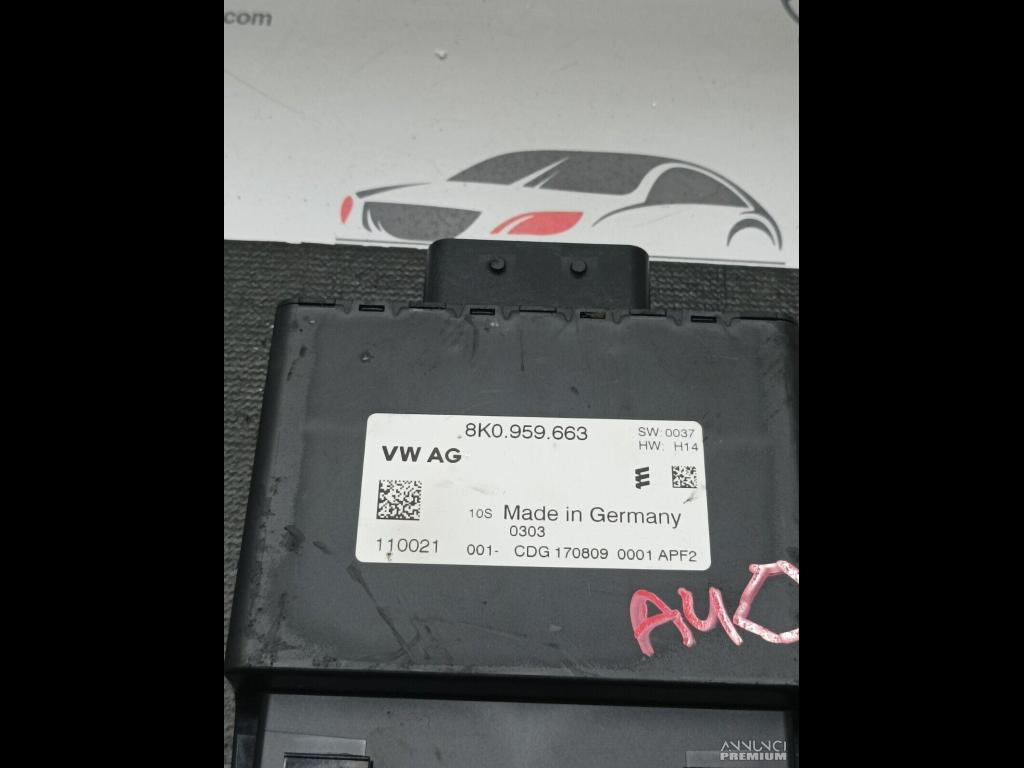 .com
8K0.959.663
SW:0037
HW: H14
VW AG
10S Made in Germany
0303
110021 001- CDG 170809 0001 APF2
A4
ANNUNCI
PREMIUM